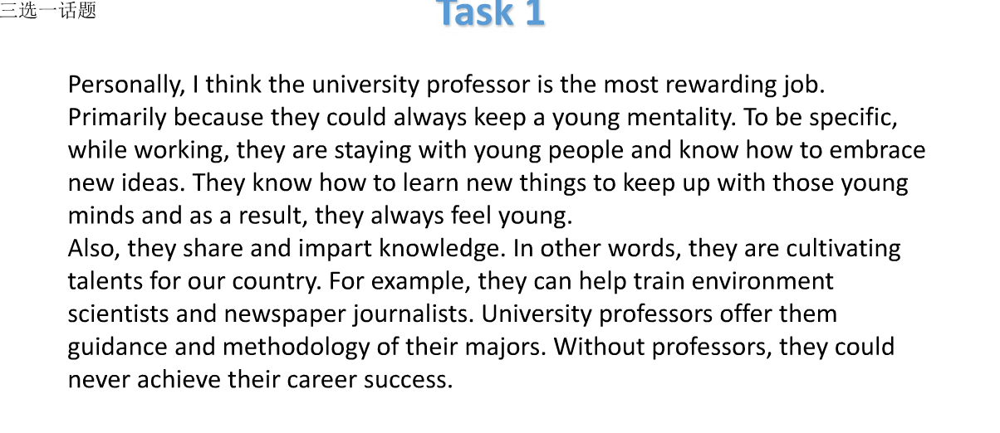 三选一话题
Task 1
Personally, I think the university professor is the most rewarding job.
Primarily because they could always keep a young mentality. To be specific,
while working, they are staying with young people and know how to embrace
new ideas. They know how to learn new things to keep up with those young
minds and as a result, they always feel young.
Also, they share and impart knowledge. In other words, they are cultivating
talents for our country. For example, they can help train environment
scientists and newspaper journalists. University professors offer them
guidance and methodology of their majors. Without professors, they could
never achieve their career success.